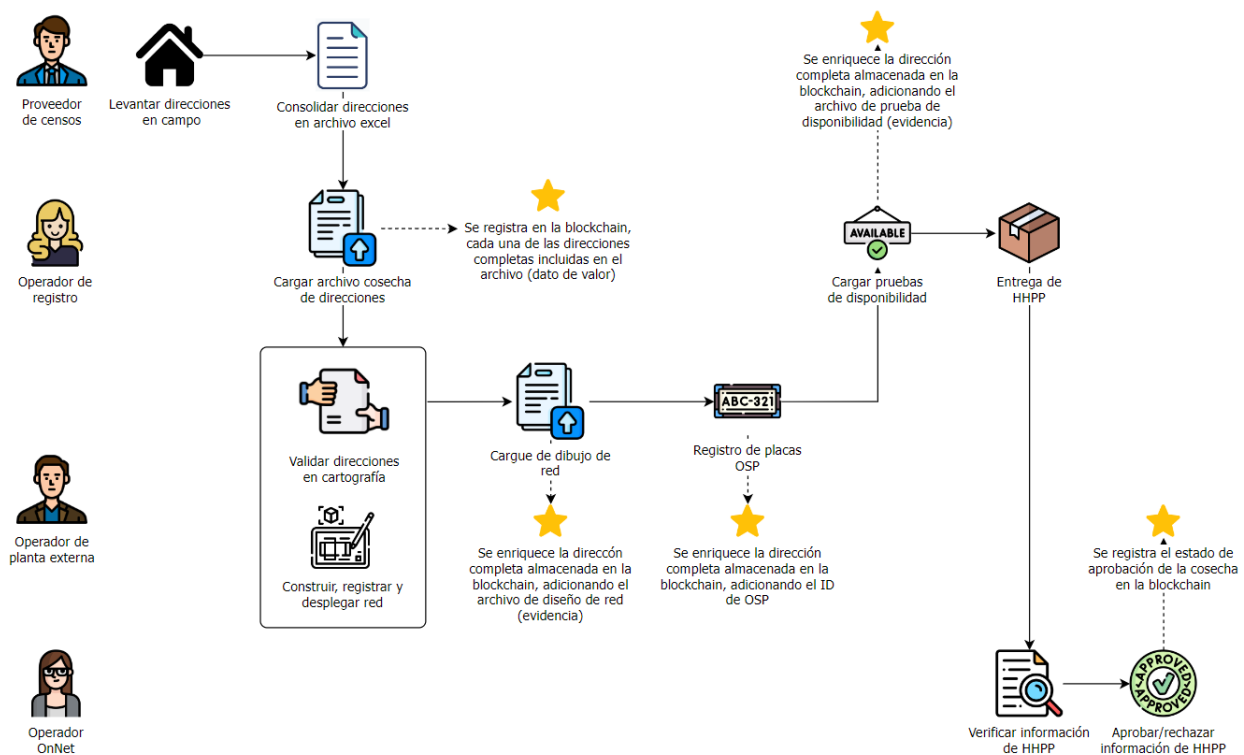 Proveedor
de censos
Levantar direcciones
en campo
Consolidar direcciones
en archivo excel
Se enriquece la dirección
completa almacenada en la
blockchain, adicionando el
archivo de prueba de
disponibilidad (evidencia)
Operador de
registro
Cargar archivo cosecha
de direcciones
Se registra en la blockchain,
cada una de las direcciones
completas incluidas en el
archivo (dato de valor)
AVAILABLE
Cargar pruebas
de disponibilidad
Entrega de
HHPP
Validar direcciones
en cartografía
Construir, registrar y
desplegar red
Cargue de dibujo de
red
ABC-321
Registro de placas
OSP
Operador de
planta externa
Se enriquece la direccón
completa almacenada en la
blockchain, adicionando el
archivo de diseño de red
(evidencia)
Se enriquece la dirección
completa almacenada en la
blockchain, adicionando el ID
de OSP
Se registra el estado de
aprobación de la cosecha
en la blockchain
Operador
OnNet
Verificar información
de HHPP
APPROVED
APPROVED
Aprobar/rechazar
información de HHPP